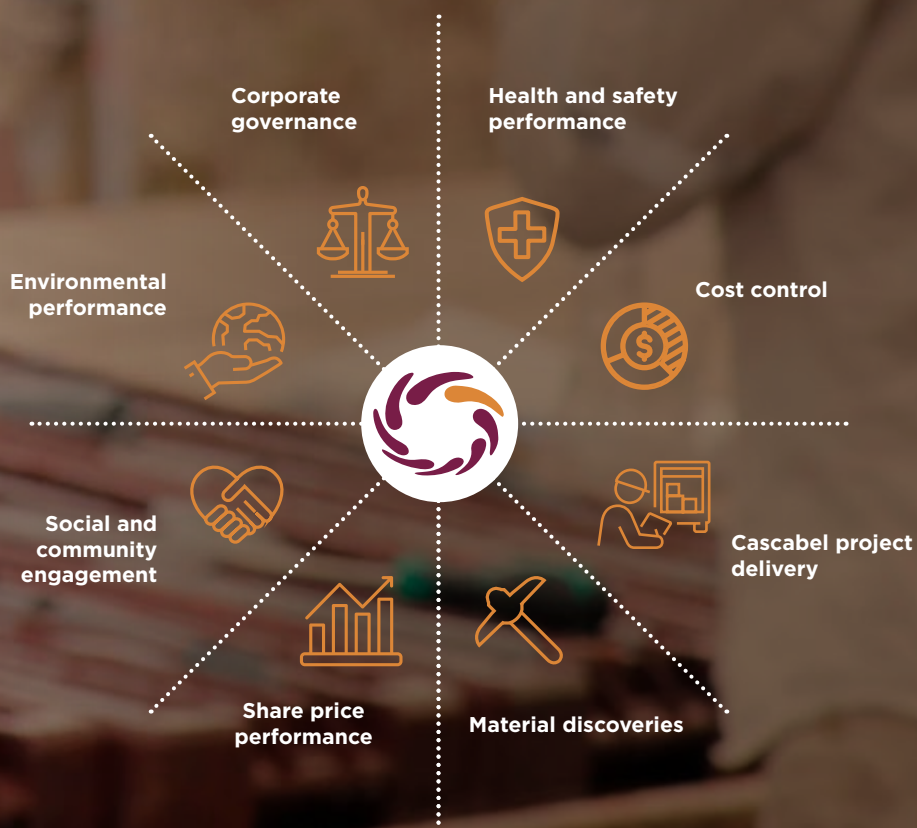 Corporate
governance
Health and safety
performance
Environmental
performance
Cost control
$
Social and
community
engagement
Cascabel project
delivery
Share price
performance
Material discoveries